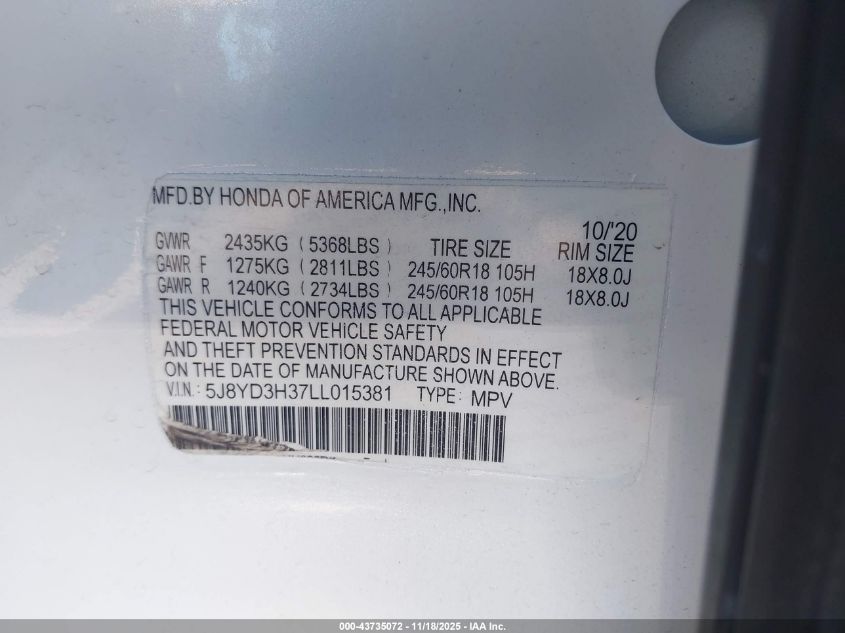 MFD.BY HONDA OF AMERICA MFG.,INC.
10/'20
GVWR 2435KG (5368LBS) TIRE SIZE RIM SIZE
GAWR F 1275KG (2811LBS) 245/60R18 105H 18X8.0J
GAWR R 1240KG (2734LBS) 245/60R18 105H 18X8.0J
THIS VEHICLE CONFORMS TO ALL APPLICABLE
FEDERAL MOTOR VEHICLE SAFETY
AND THEFT PREVENTION STANDARDS IN EFFECT
ON THE DATE OF MANUFACTURE SHOWN ABOVE.
V.I.N.: 5J8YD3H37LL015381 TYPE: MPV
000-43735072 — 11/18/2025 — IAA Inc.